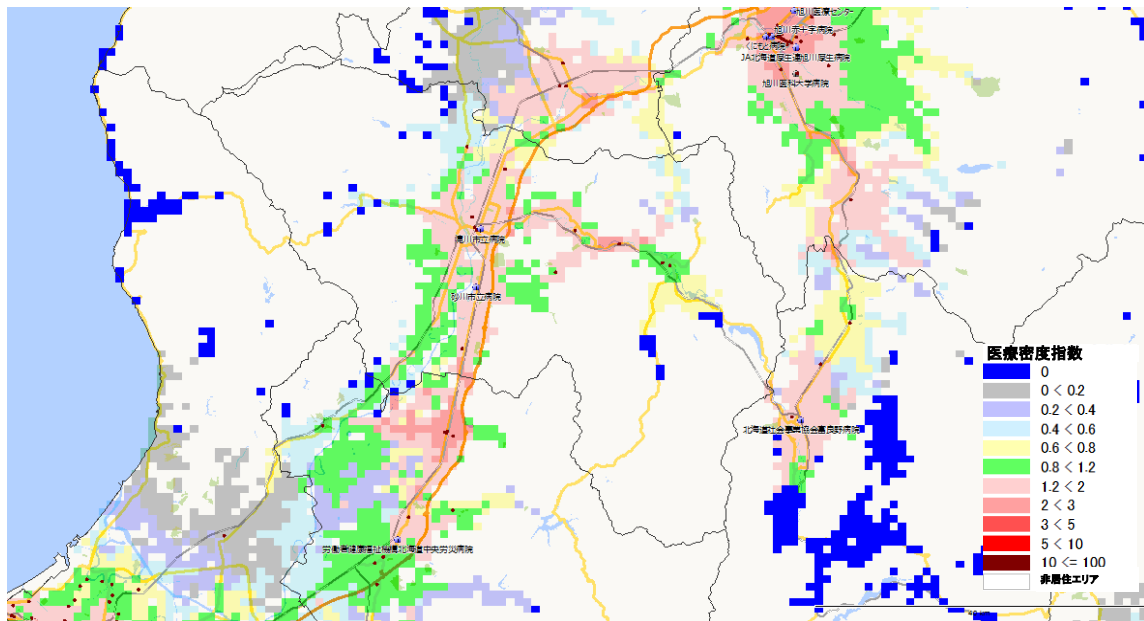 旭川医療センター
旭川赤十字病院
くにもと病院
JA北海道厚生連旭川厚生病院
旭川医科大学病院
滝川市立病院
砂川市立病院
北海道社会事業協会富良野病院
労働者健康福祉機構北海道中央労災病院
医療密度指数
0
0 < 0.2
0.2 < 0.4
0.4 < 0.6
0.6 < 0.8
0.8 < 1.2
1.2 < 2
2 < 3
3 < 5
5 < 10
10 <= 100
非居住エリア